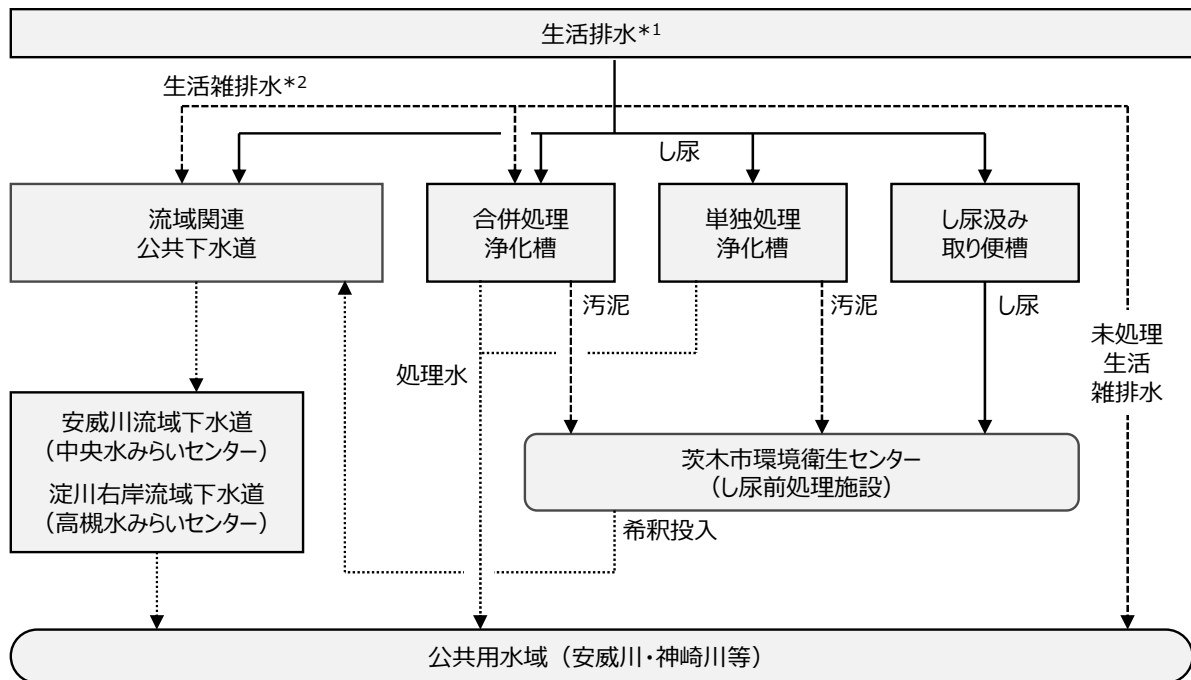 生活排水*1
生活雑排水*2
し尿
流域関連
公共下水道
合併処理
浄化槽
単独処理
浄化槽
し尿汲み
取り便槽
汚泥
汚泥
し尿
未処理
生活
雑排水
処理水
安威川流域下水道
（中央水みらいセンター）
淀川右岸流域下水道
（高槻水みらいセンター）
茨木市環境衛生センター
（し尿前処理施設）
希釈投入
公共用水域（安威川・神崎川等）